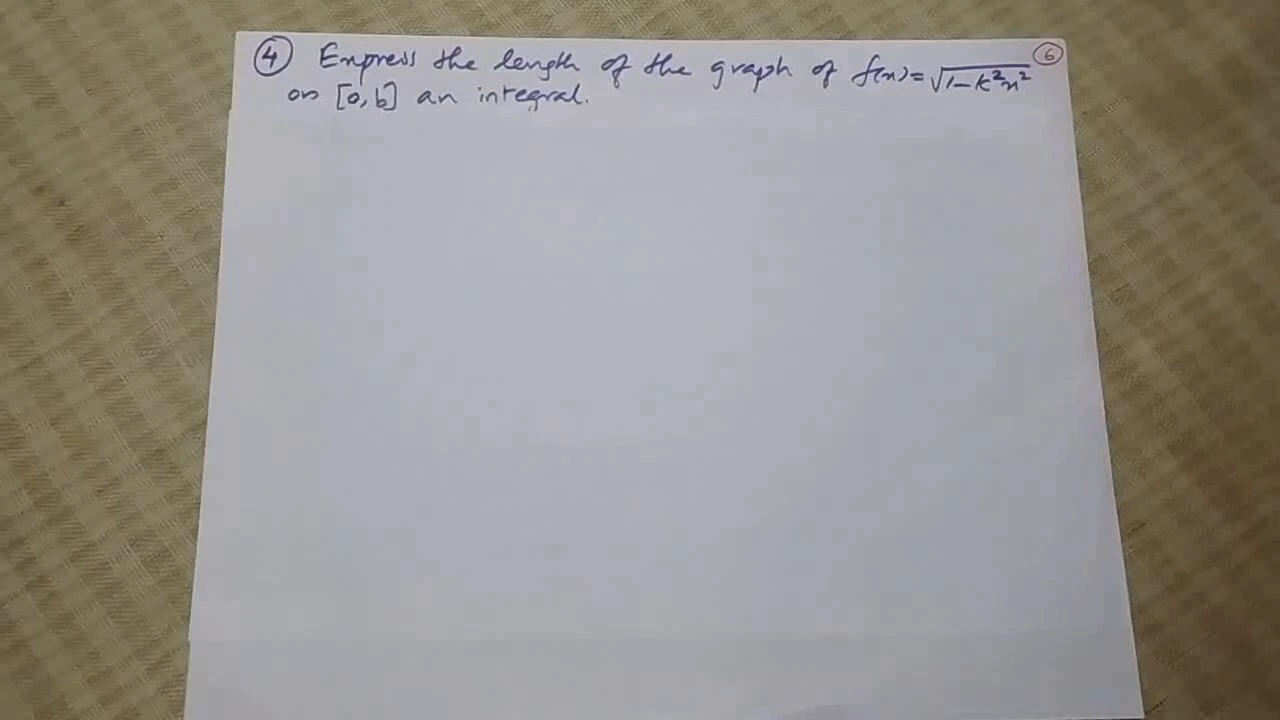 ④ Express the length of the graph of f(x) = √1-k²x² ⑥
on [0, b] an integral.